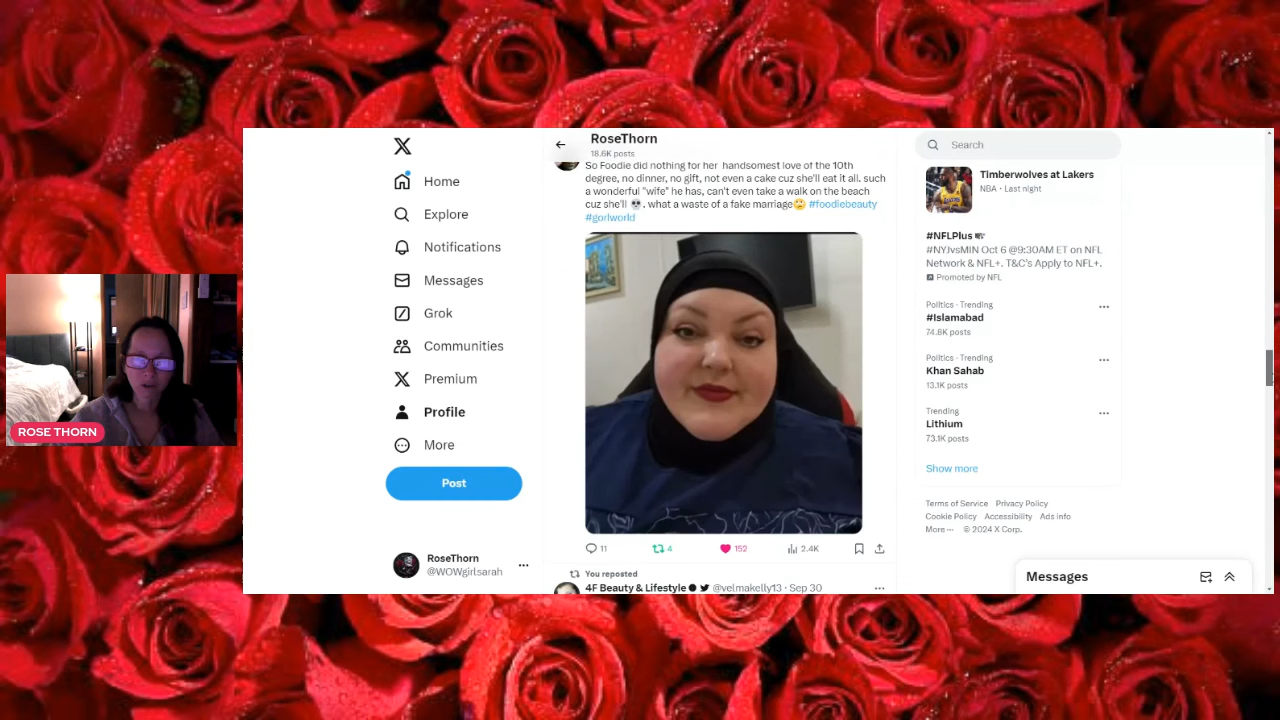 ROSE THORN
X
Home
Explore
Notifications
Messages
Grok
Communities
Premium
Profile
More
Post
RoseThorn
@WOWgirlsarah
RoseThorn
18.6K posts
So Foodie did nothing for her handsomest love of the 10th
degree, no dinner, no gift, not even a cake cuz she'll eat it all. such
a wonderful "wife" he has, can't even take a walk on the beach
cuz she'll 💀. what a waste of a fake marriage🙄 #foodiebeauty
#gorlworld
11
4
152
2.4K
You reposted
4F Beauty & Lifestyle @velmakelly13 · Sep 30
Search
Timberwolves at Lakers
NBA · Last night
#NFLPlus
#NYJvsMIN Oct 6 @9:30AM ET on NFL
Network & NFL+. T&C's Apply to NFL+.
Promoted by NFL
Politics · Trending
#Islamabad
74.8K posts
Politics · Trending
Khan Sahab
13.1K posts
Trending
Lithium
73.1K posts
Show more
Terms of Service Privacy Policy
Cookie Policy Accessibility Ads info
More ··· © 2024 X Corp.
Messages